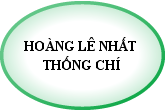 HOÀNG LÊ NHẤT
THỐNG CHÍ